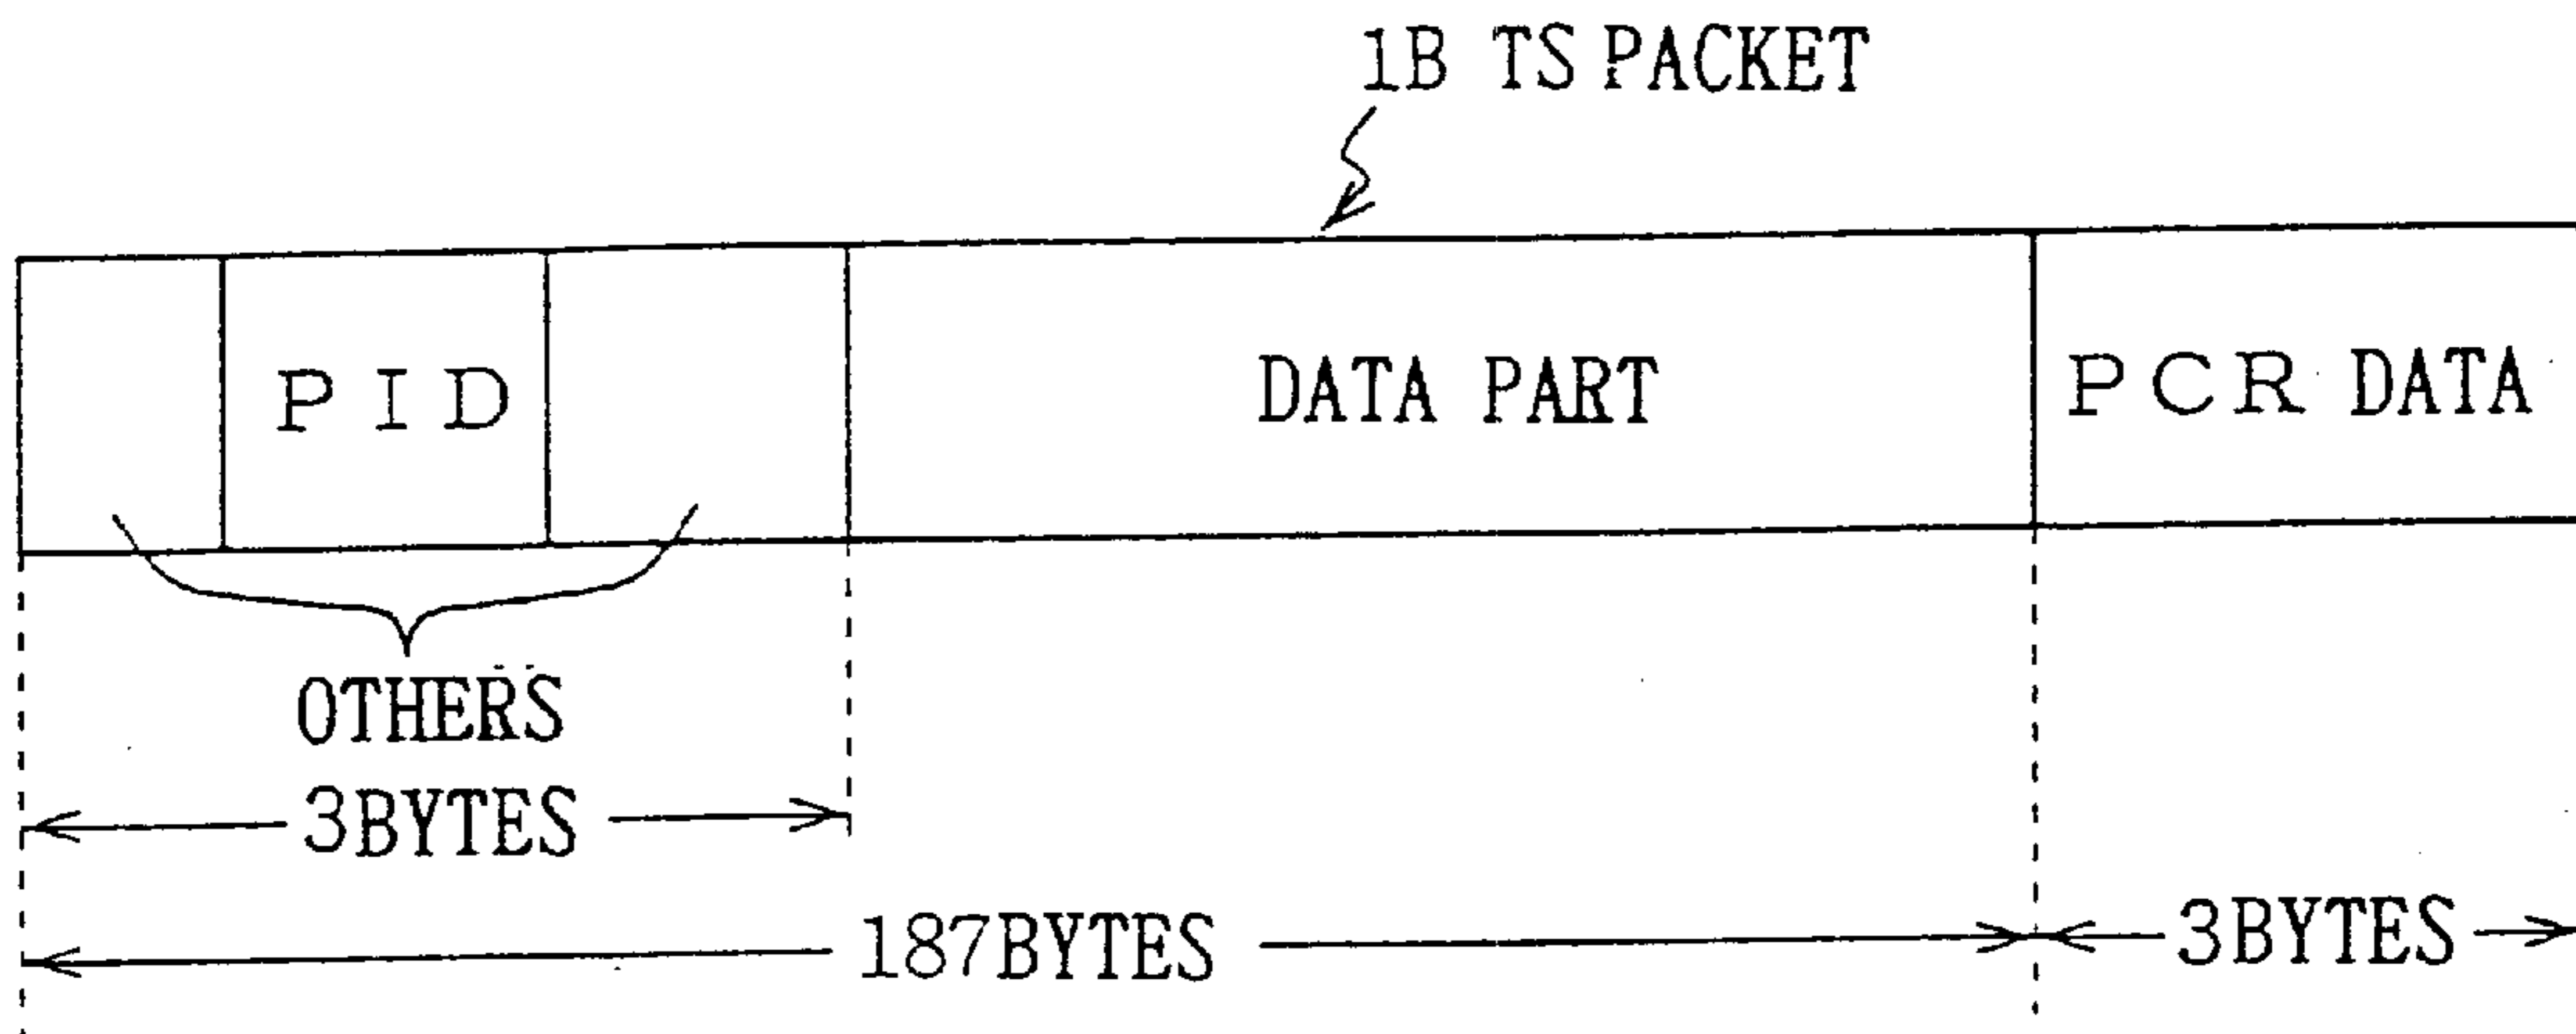 1B TS PACKET
PID
DATA PART
PCR DATA
OTHERS
3BYTES
187BYTES
3BYTES